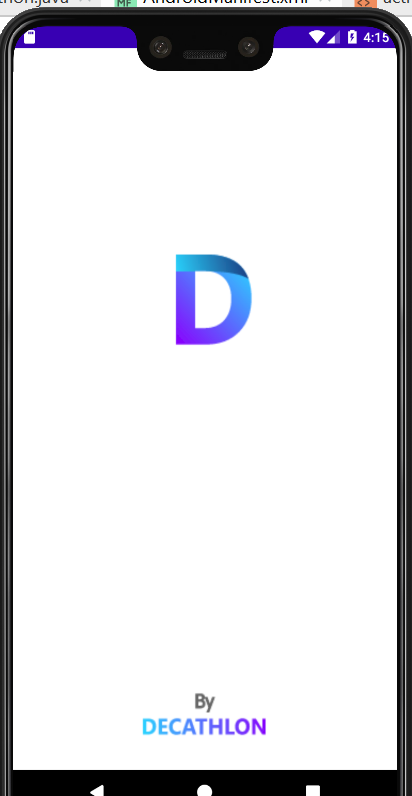 AndroidManifest.xml
MF
<>
4:15
D
By
DECATHLON